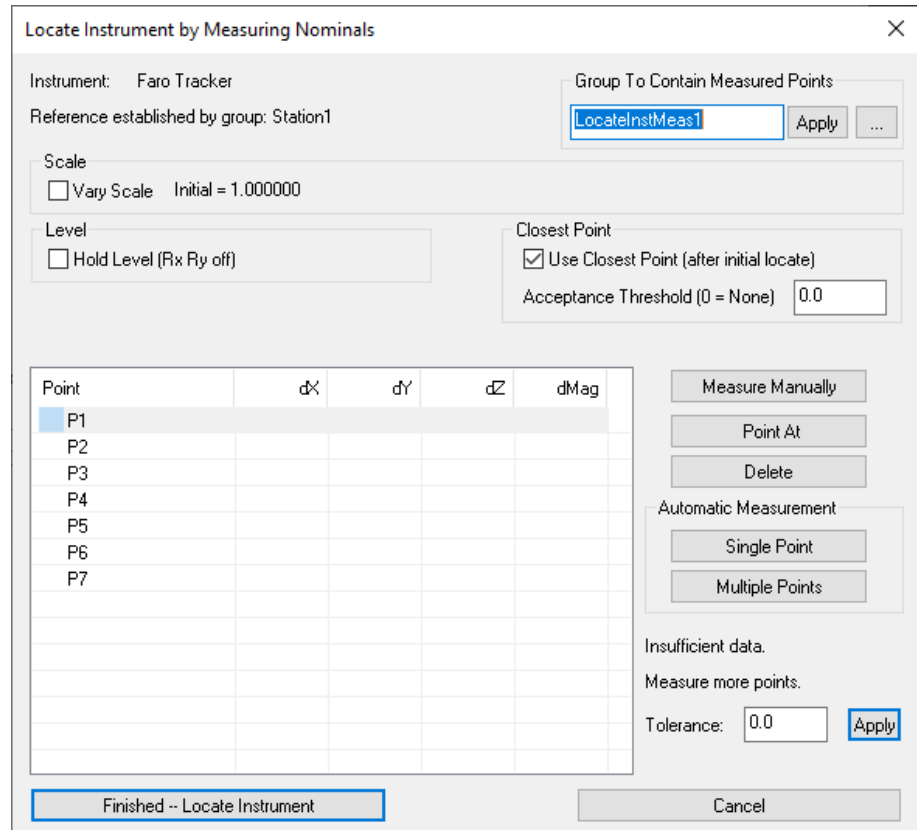 Locate Instrument by Measuring Nominals
Instrument: Faro Tracker
Reference established by group: Station1
Group To Contain Measured Points
LocateInstMeas1 Apply ...
Scale
Vary Scale Initial = 1.000000
Level
Hold Level (Rx Ry off)
Closest Point
Use Closest Point (after initial locate)
Acceptance Threshold (0 = None) 0.0
Point dX dY dZ dMag
P1
P2
P3
P4
P5
P6
P7
Measure Manually
Point At
Delete
Automatic Measurement
Single Point
Multiple Points
Insufficient data.
Measure more points.
Tolerance: 0.0 Apply
Finished -- Locate Instrument
Cancel